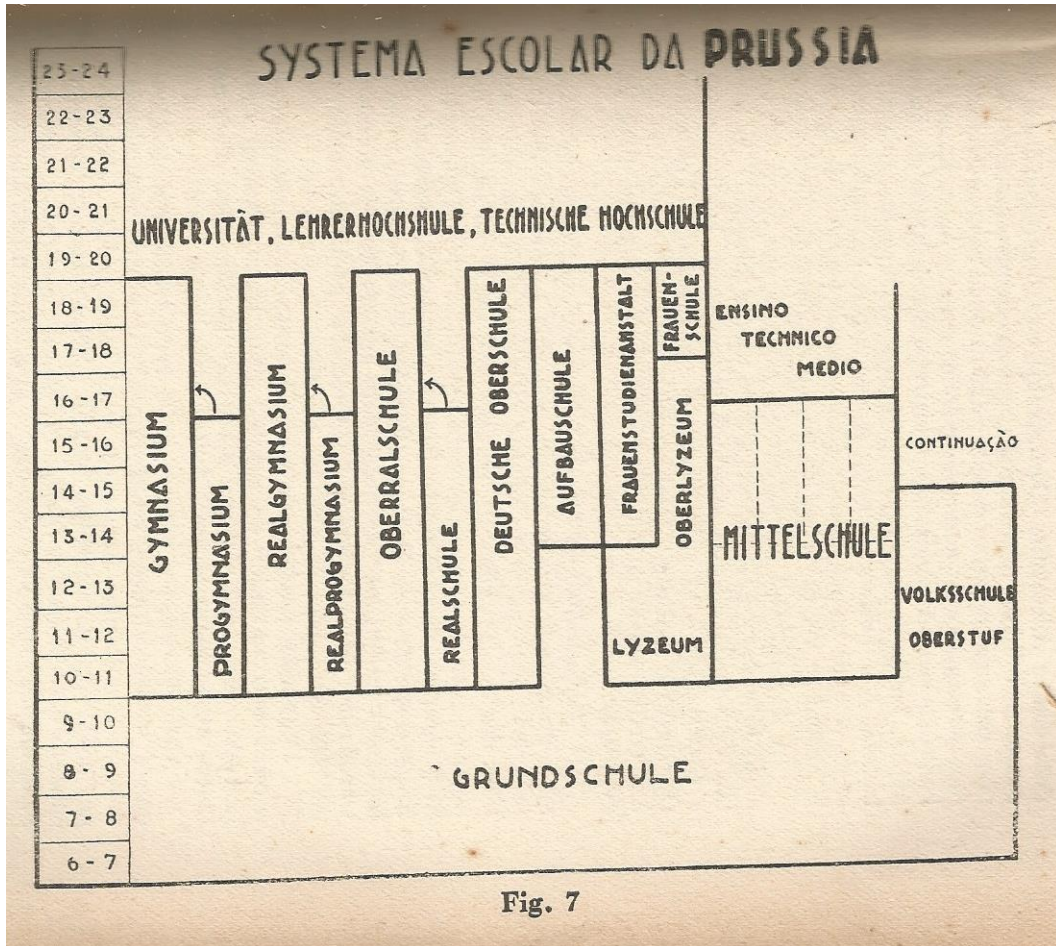 SYSTEMA ESCOLAR DA PRUSSIA
23-24
22-23
21-22
20-21
19-20
18-19
17-18
16-17
15-16
14-15
13-14
12-13
11-12
10-11
9-10
8-9
7-8
6-7
UNIVERSITÄT, LEHRERHOCHSHULE, TECHNISCHE HOCHSCHULE
GYMNASIUM
PROGYMNASIUM
REALGYMNASIUM
REALPROGYMNASIUM
OBERRALSCHULE
REALSCHULE
DEUTSCHE OBERSCHULE
AUFBAUSCHULE
FRAUENSTUDIENANSTALT
FRAUEN-
SCHULE
OBERLYZEUM
LYZEUM
ENSINO
TECHNICO
MEDIO
MITTELSCHULE
CONTINUAÇÃO
VOLKSSCHULE
OBERSTUF
GRUNDSCHULE
Fig. 7